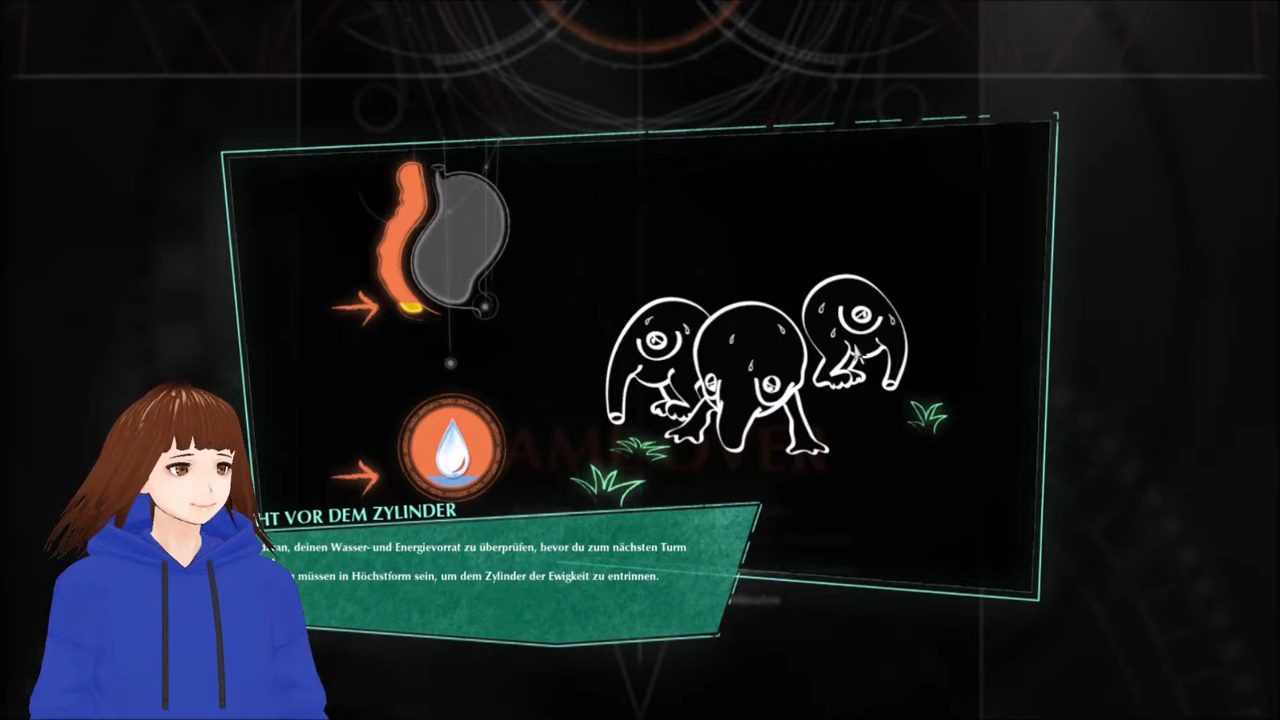 HT VOR DEM ZYLINDER
an, deinen Wasser- und Energievorrat zu überprüfen, bevor du zum nächsten Turm
müssen in Höchstform sein, um dem Zylinder der Ewigkeit zu entrinnen.